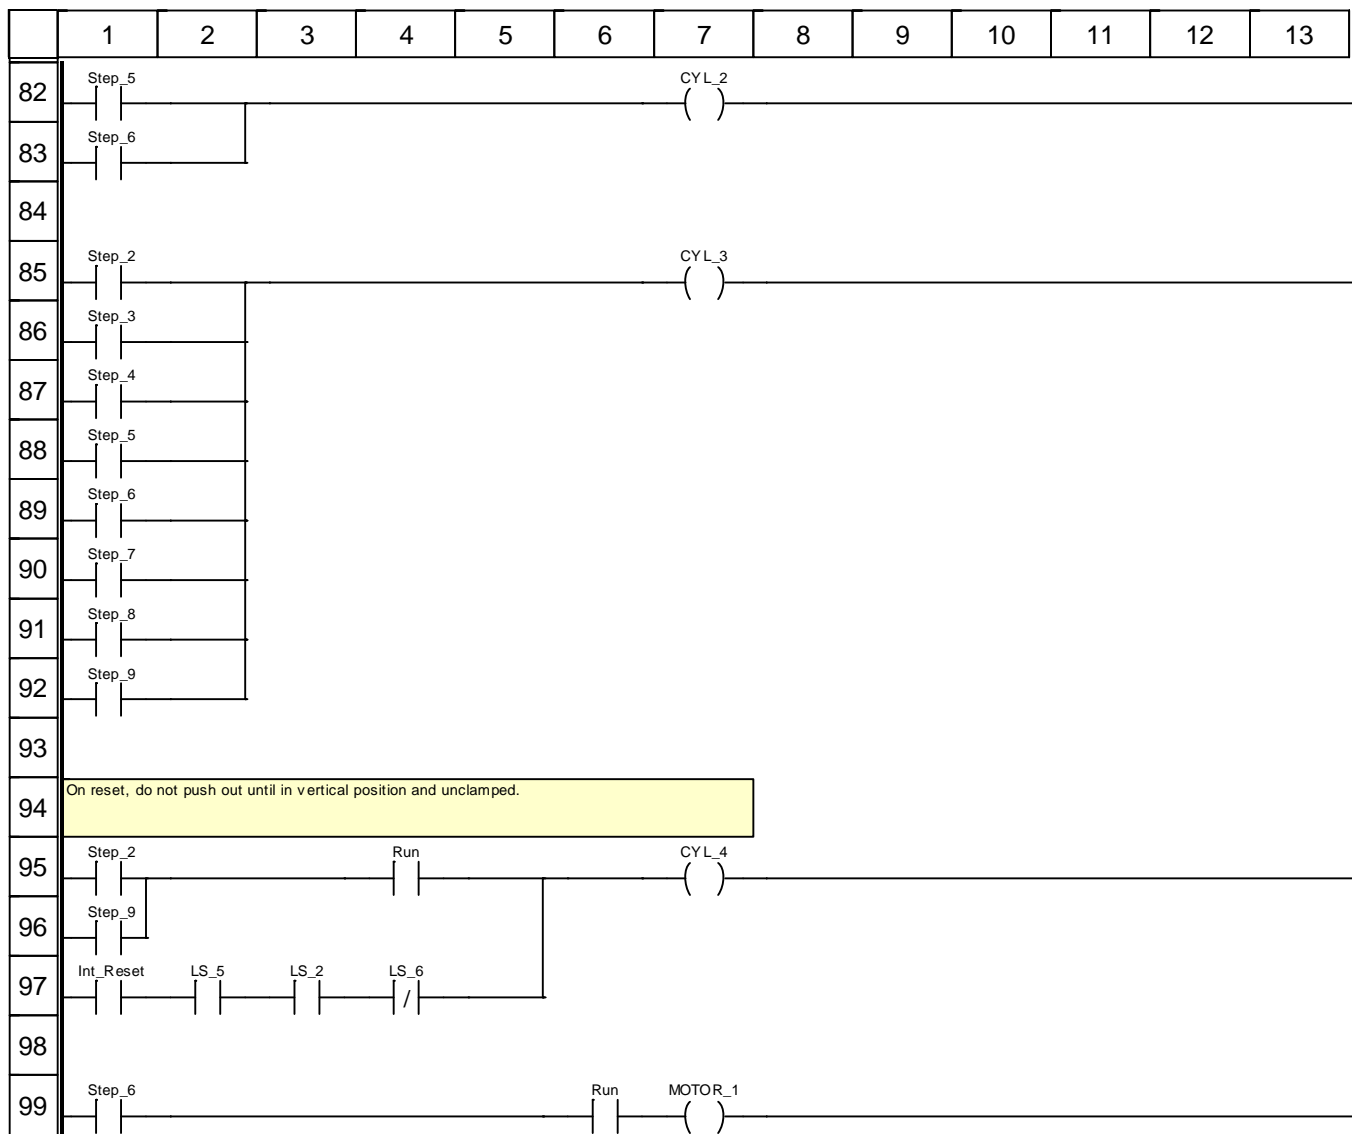 1 2 3 4 5 6 7 8 9 10 11 12 13
82 Step_5 CYL_2
83 Step_6
84
85 Step_2 CYL_3
86 Step_3
87 Step_4
88 Step_5
89 Step_6
90 Step_7
91 Step_8
92 Step_9
93
94 On reset, do not push out until in vertical position and unclamped.
95 Step_2 Run CYL_4
96 Step_9
97 Int_Reset LS_5 LS_2 LS_6
/
98
99 Step_6 Run MOTOR_1